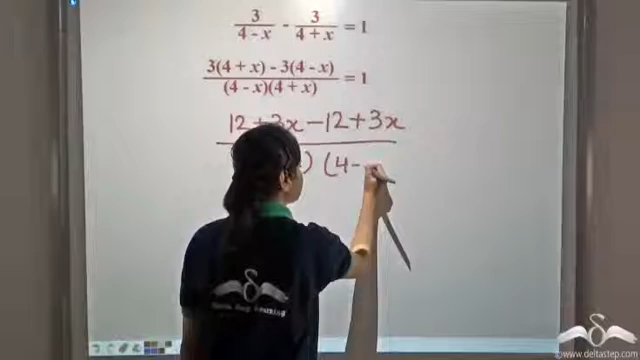 3/(4 - x) - 3/(4 + x) = 1
(3(4 + x) - 3(4 - x))/((4 - x)(4 + x)) = 1
12 + 3x - 12 + 3x
) (4 -
©www.deltastep.com